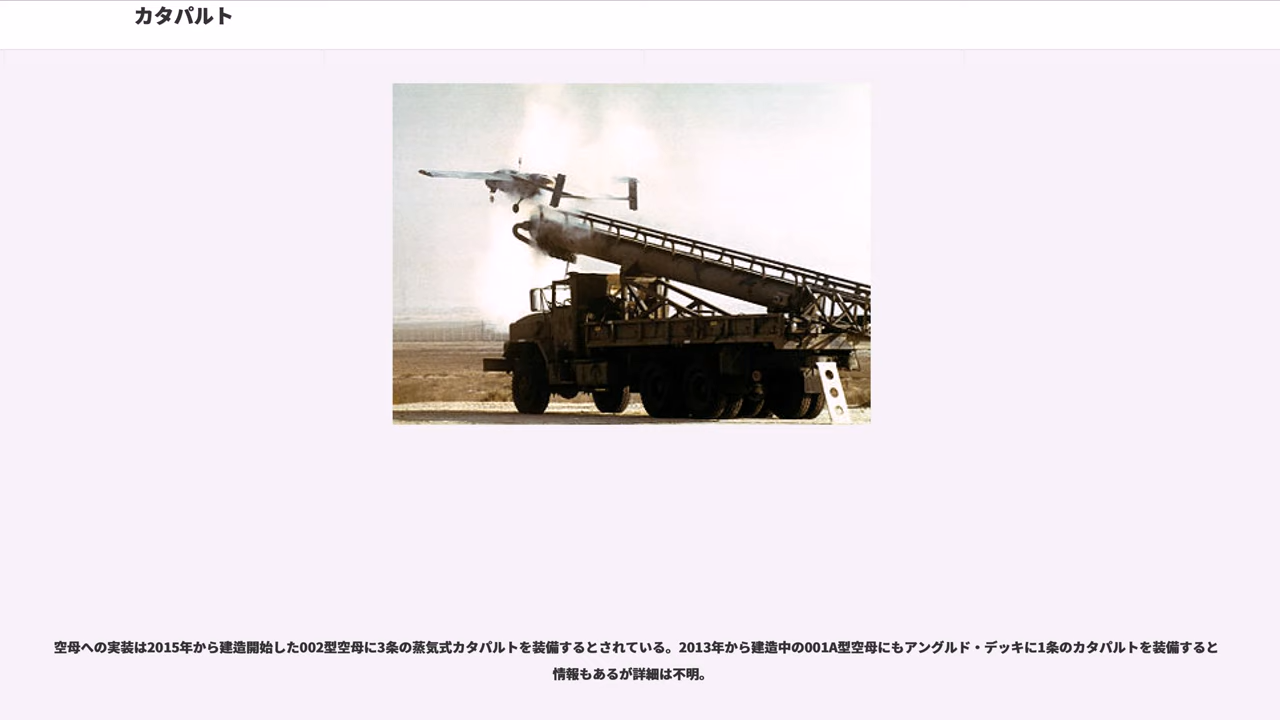 カタパルト
空母への実装は2015年から建造開始した002型空母に3条の蒸気式カタパルトを装備するとされている。2013年から建造中の001A型空母にもアングルド・デッキに1条のカタパルトを装備すると
情報もあるが詳細は不明。